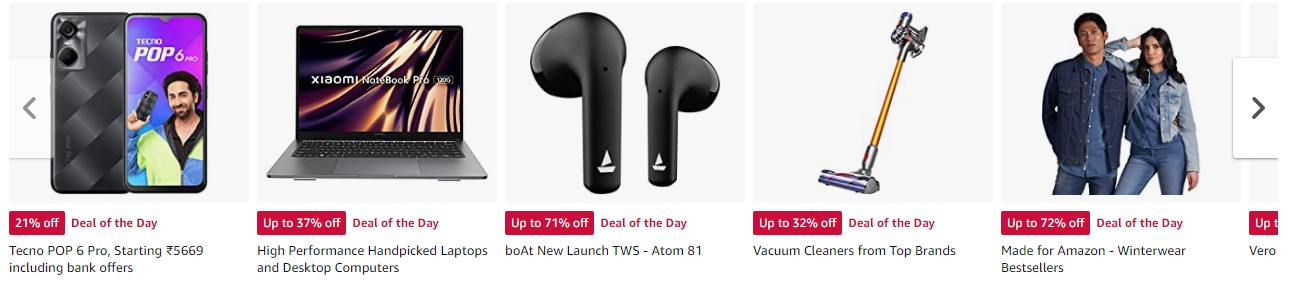 TECNO
POP 6 PRO
XIAOMI NoteBook Pro 120G
21% off Deal of the Day
Tecno POP 6 Pro, Starting ₹5669
including bank offers
Up to 37% off Deal of the Day
High Performance Handpicked Laptops
and Desktop Computers
Up to 71% off Deal of the Day
boAt New Launch TWS - Atom 81
Up to 32% off Deal of the Day
Vacuum Cleaners from Top Brands
Up to 72% off Deal of the Day
Made for Amazon - Winterwear
Bestsellers
Up t
Vero